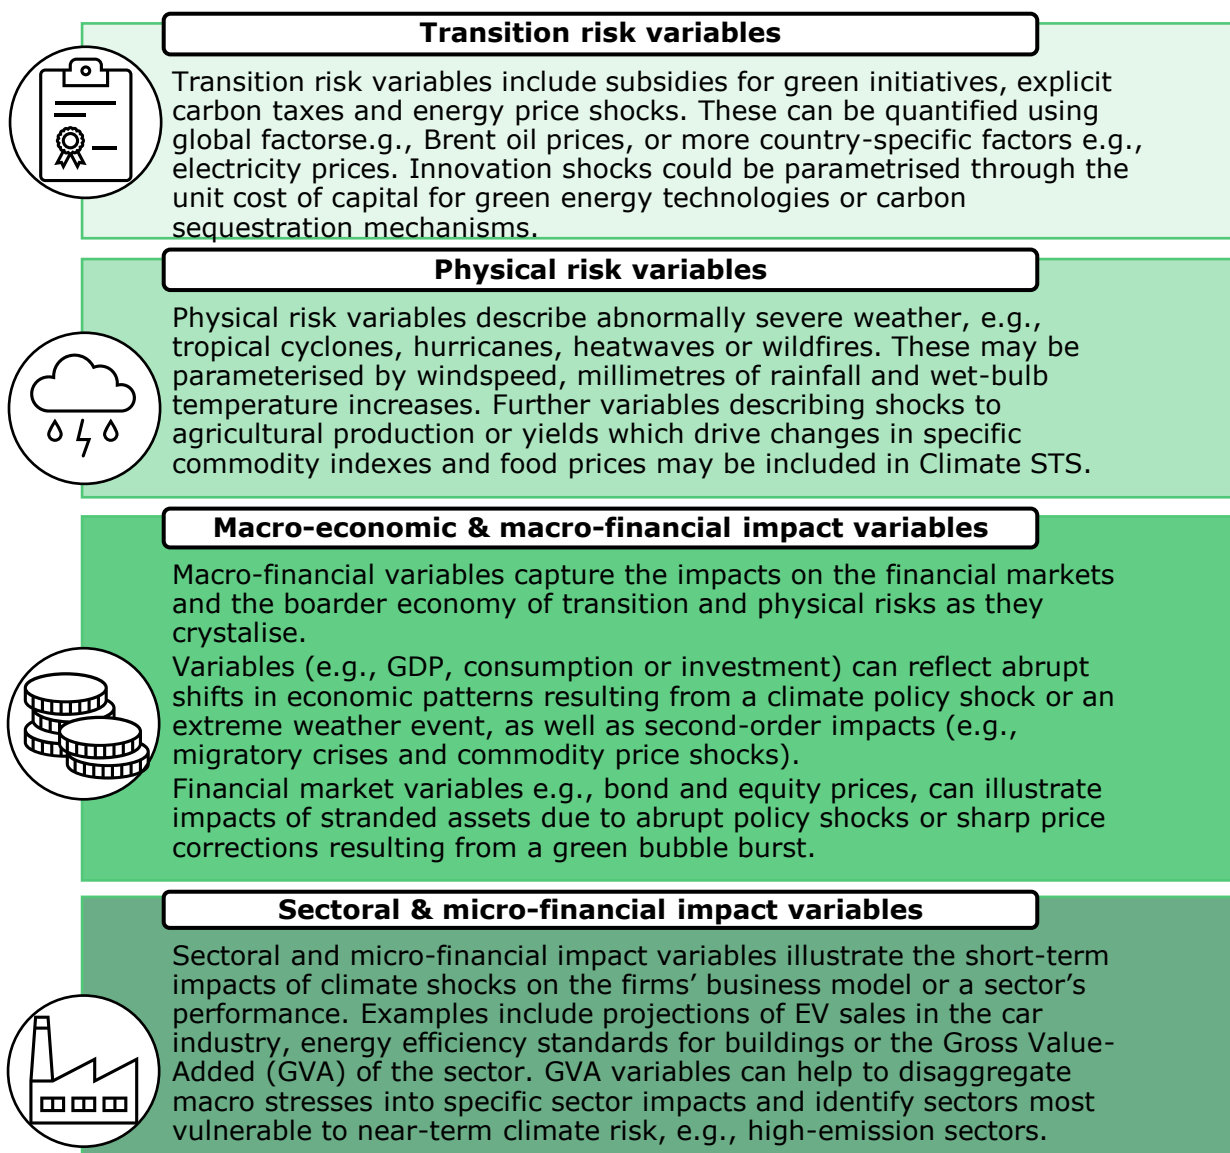 Transition risk variables
Transition risk variables include subsidies for green initiatives, explicit
carbon taxes and energy price shocks. These can be quantified using
global factorse.g., Brent oil prices, or more country-specific factors e.g.,
electricity prices. Innovation shocks could be parametrised through the
unit cost of capital for green energy technologies or carbon
sequestration mechanisms.
Physical risk variables
Physical risk variables describe abnormally severe weather, e.g.,
tropical cyclones, hurricanes, heatwaves or wildfires. These may be
parameterised by windspeed, millimetres of rainfall and wet-bulb
temperature increases. Further variables describing shocks to
agricultural production or yields which drive changes in specific
commodity indexes and food prices may be included in Climate STS.
Macro-economic & macro-financial impact variables
Macro-financial variables capture the impacts on the financial markets
and the boarder economy of transition and physical risks as they
crystalise.
Variables (e.g., GDP, consumption or investment) can reflect abrupt
shifts in economic patterns resulting from a climate policy shock or an
extreme weather event, as well as second-order impacts (e.g.,
migratory crises and commodity price shocks).
Financial market variables e.g., bond and equity prices, can illustrate
impacts of stranded assets due to abrupt policy shocks or sharp price
corrections resulting from a green bubble burst.
Sectoral & micro-financial impact variables
Sectoral and micro-financial impact variables illustrate the short-term
impacts of climate shocks on the firms’ business model or a sector’s
performance. Examples include projections of EV sales in the car
industry, energy efficiency standards for buildings or the Gross Value-
Added (GVA) of the sector. GVA variables can help to disaggregate
macro stresses into specific sector impacts and identify sectors most
vulnerable to near-term climate risk, e.g., high-emission sectors.